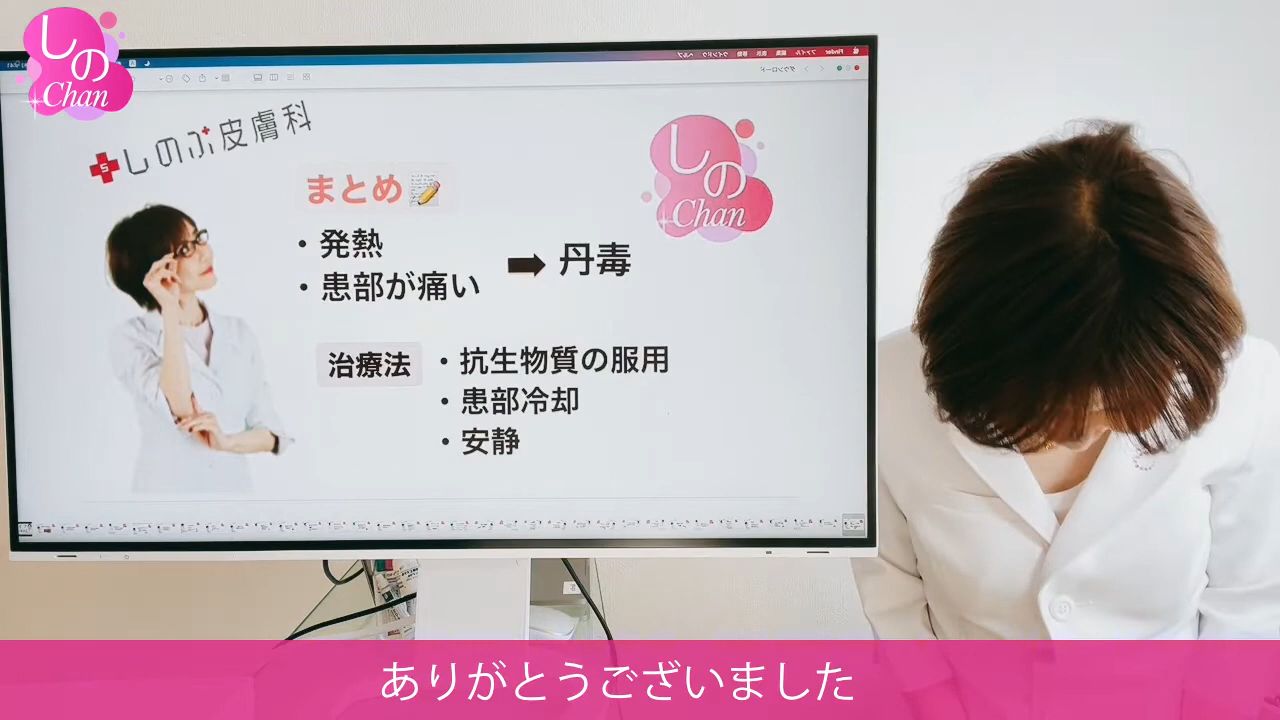 しの
Chan
しのぶ皮膚科
まとめ
・発熱
・患部が痛い
丹毒
しの
Chan
治療法
・抗生物質の服用
・患部冷却
・安静
ありがとうございました